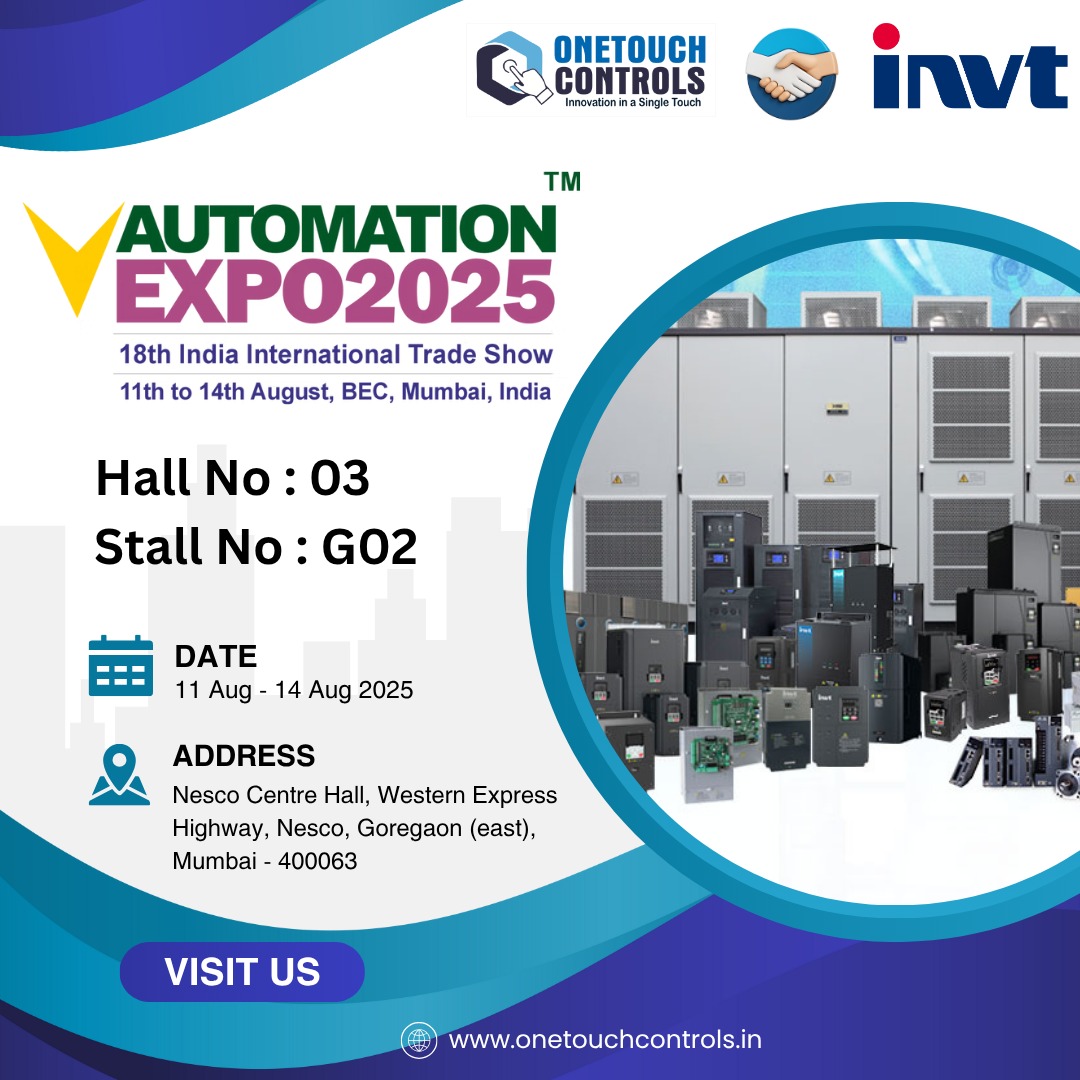 ONETOUCH
CONTROLS
Innovation in a Single Touch
invt
TM
AUTOMATION
EXPO2025
18th India International Trade Show
11th to 14th August, BEC, Mumbai, India
Hall No : 03
Stall No : G02
DATE
11 Aug - 14 Aug 2025
ADDRESS
Nesco Centre Hall, Western Express
Highway, Nesco, Goregaon (east),
Mumbai - 400063
invt
invt
VISIT US
www.onetouchcontrols.in